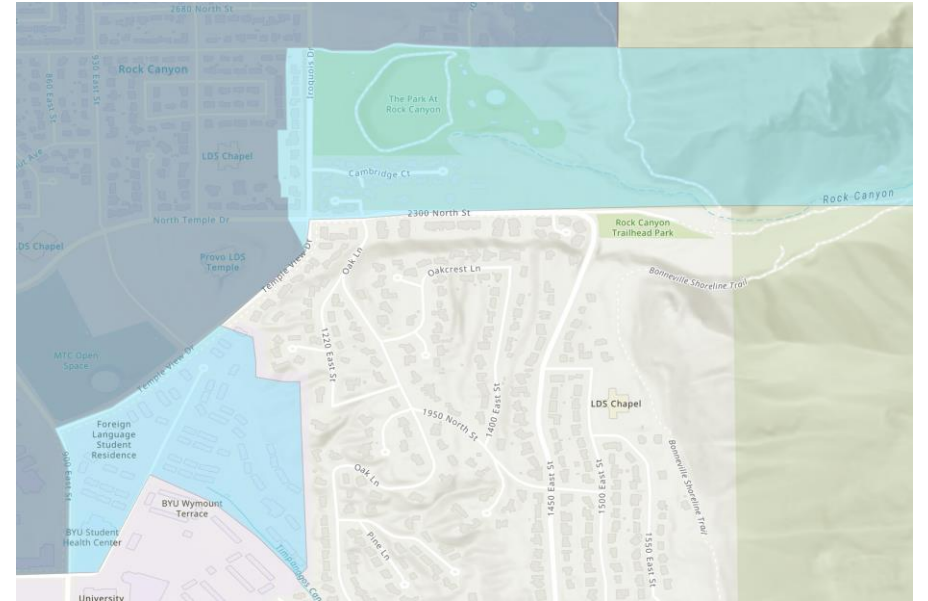 2680 North St
Rock Canyon
935 East St
860 East St
Iroquois Dr
The Park At
Rock Canyon
LDS Chapel
Cambridge Ct
Rock Canyon
North Temple Dr
2300 North St
Rock Canyon
Trailhead Park
LDS Chapel
Provo LDS
Temple
Temple View Dr
Oak Ln
Oakcrest Ln
Bonneville Shoreline Trail
1220 East St
MTC Open
Space
Temple View Dr
1400 East St
LDS Chapel
1950 North St
Foreign
Language
Student
Residence
900 East St
Oak Ln
1450 East St
1500 East St
Bonneville Shoreline Trail
BYU Wymount
Terrace
BYU Student
Health Center
Pine Ln
1550 East St
University